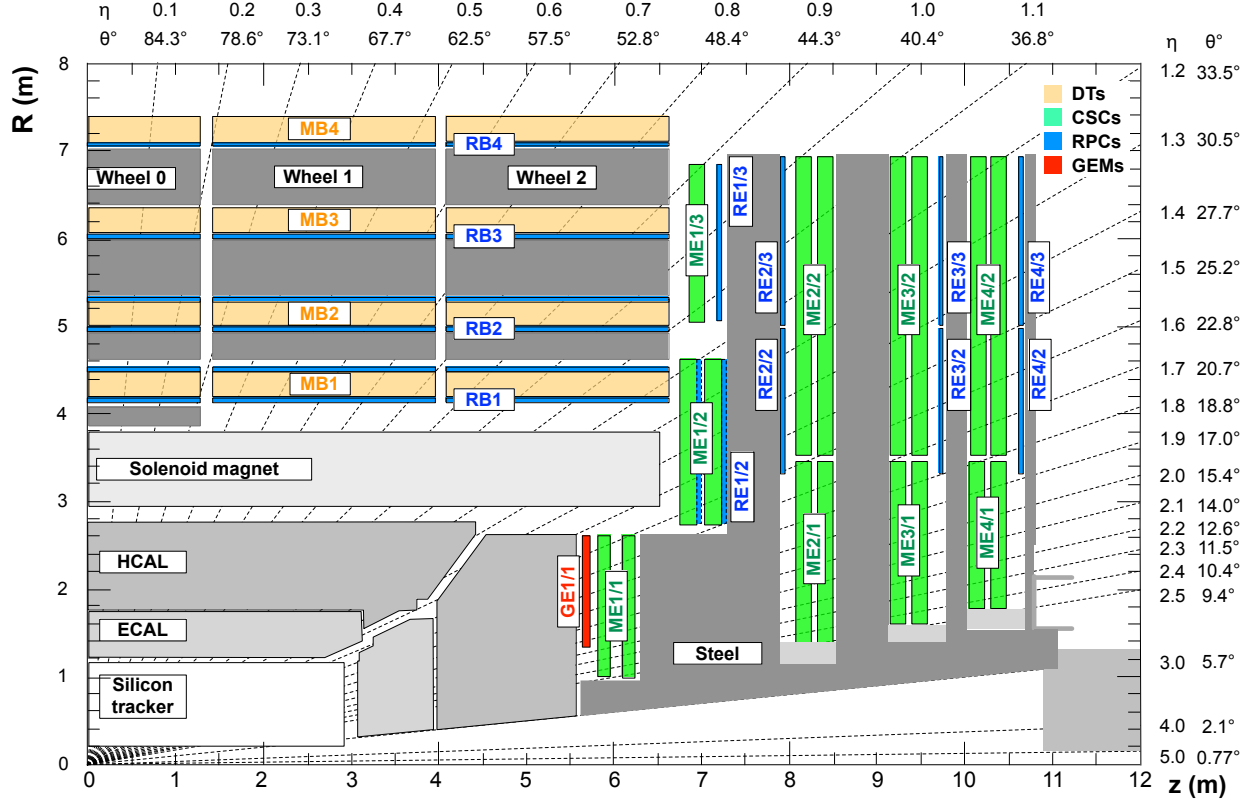 η 0.1 0.2 0.3 0.4 0.5 0.6 0.7 0.8 0.9 1.0 1.1
θ° 84.3° 78.6° 73.1° 67.7° 62.5° 57.5° 52.8° 48.4° 44.3° 40.4° 36.8° η θ°
R (m)
8
7
6
5
4
3
2
1
0
1.2 33.5°
1.3 30.5°
1.4 27.7°
1.5 25.2°
1.6 22.8°
1.7 20.7°
1.8 18.8°
1.9 17.0°
2.0 15.4°
2.1 14.0°
2.2 12.6°
2.3 11.5°
2.4 10.4°
2.5 9.4°
3.0 5.7°
4.0 2.1°
5.0 0.77°
DTs
CSCs
RPCs
GEMs
MB4
RB4
Wheel 0 Wheel 1 Wheel 2
MB3
RB3
MB2
RB2
MB1
RB1
Solenoid magnet
HCAL
ECAL
Silicon
tracker
Steel
GE1/1
ME1/1
ME1/2
ME1/3
RE1/2
RE1/3
RE2/2
RE2/3
ME2/1
ME2/2
ME3/1
ME3/2
RE3/2
RE3/3
ME4/1
ME4/2
RE4/2
RE4/3
0 1 2 3 4 5 6 7 8 9 10 11 12
z (m)